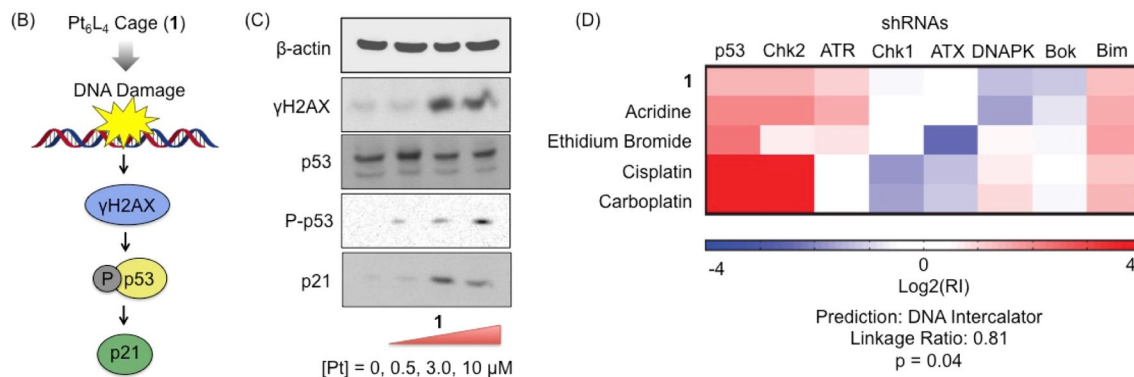 (B)
Pt6L4 Cage (1)
DNA Damage
γH2AX
P
p53
p21
(C)
β-actin
γH2AX
p53
P-p53
p21
1
[Pt] = 0, 0.5, 3.0, 10 μM
(D)
shRNAs
p53 Chk2 ATR Chk1 ATX DNAPK Bok Bim
1
Acridine
Ethidium Bromide
Cisplatin
Carboplatin
-4 0 4
Log2(RI)
Prediction: DNA Intercalator
Linkage Ratio: 0.81
p = 0.04